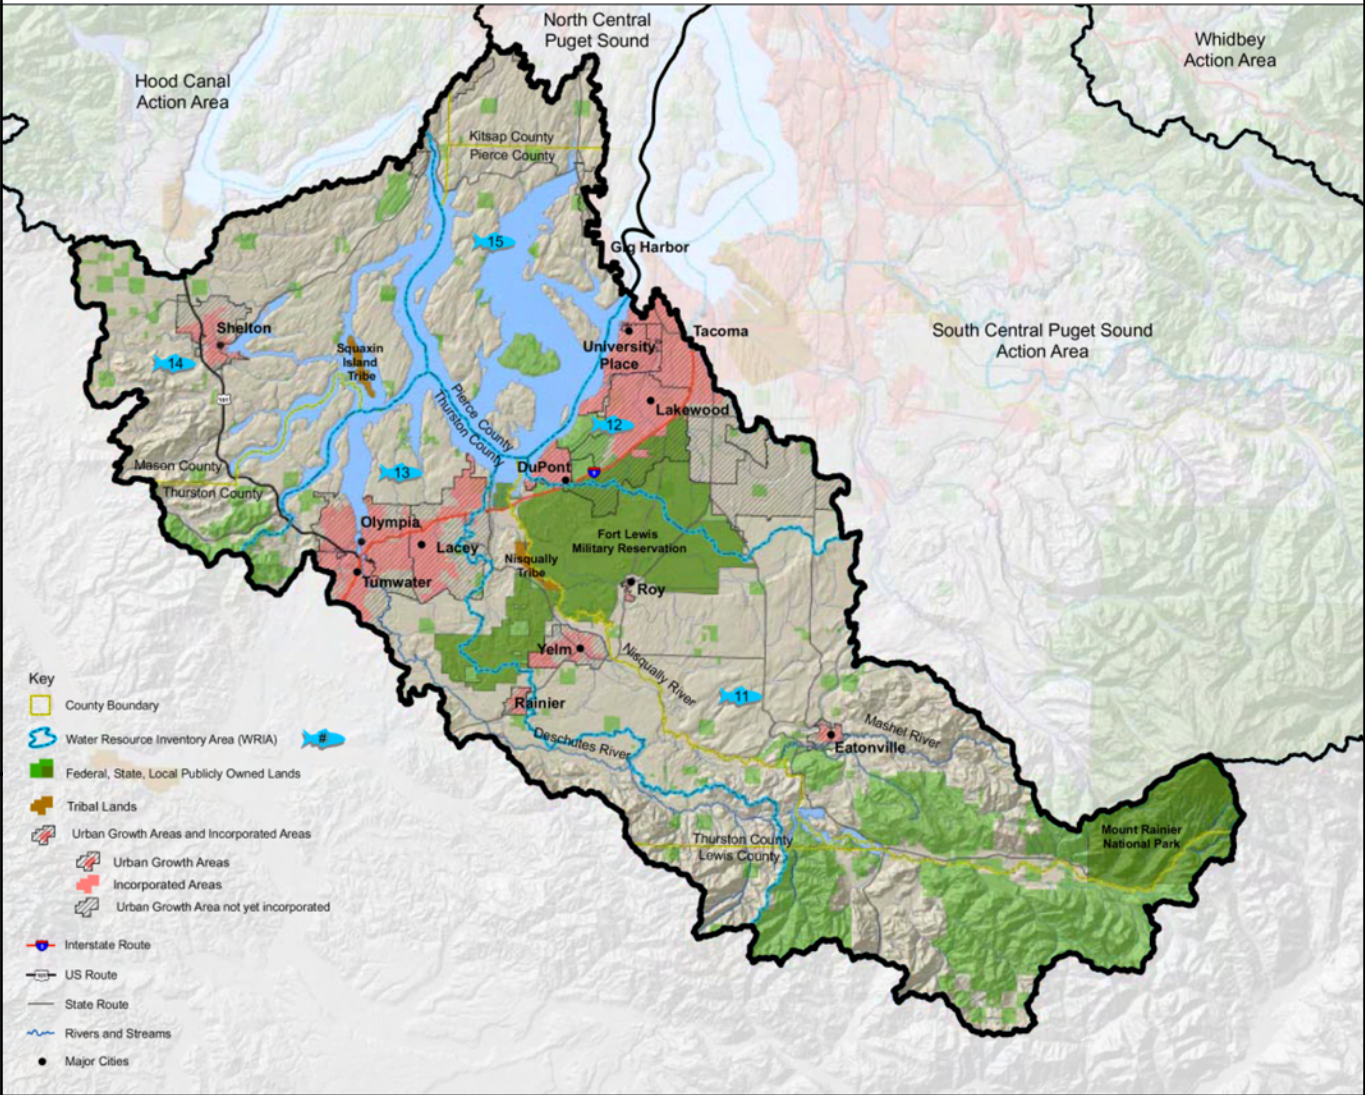 North Central
Puget Sound
Whidbey
Action Area
Hood Canal
Action Area
Kitsap County
Pierce County
15
Gig Harbor
Shelton
Tacoma
South Central Puget Sound
Action Area
University
Place
Squaxin
Island
Tribe
14
101
Pierce County
Thurston County
Lakewood
12
Mason County
Thurston County
13
DuPont
5
Olympia
Lacey
Fort Lewis
Military Reservation
Nisqually
Tribe
Tumwater
Roy
Yelm
Nisqually River
11
Rainier
Deschutes River
Mashel River
Eatonville
Mount Rainier
National Park
Thurston County
Lewis County
Key
County Boundary
Water Resource Inventory Area (WRIA)
#
Federal, State, Local Publicly Owned Lands
Tribal Lands
Urban Growth Areas and Incorporated Areas
Urban Growth Areas
Incorporated Areas
Urban Growth Area not yet incorporated
Interstate Route
US Route
State Route
Rivers and Streams
Major Cities